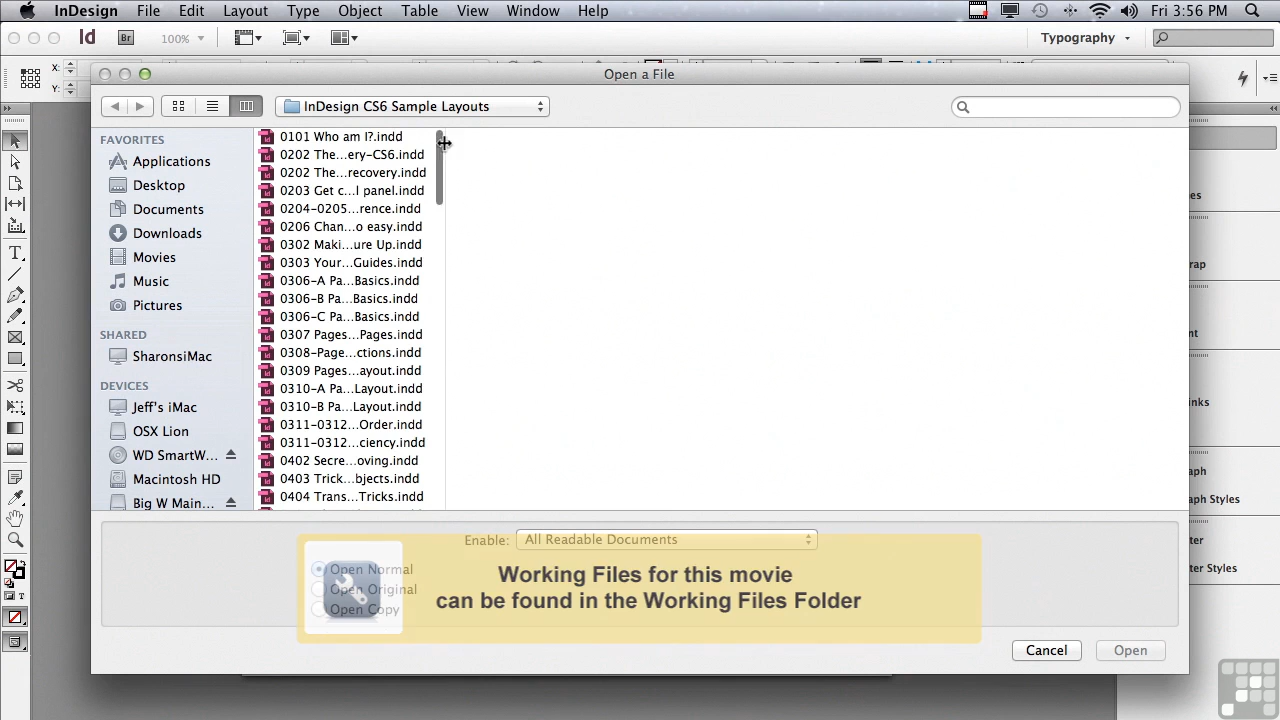 InDesign File Edit Layout Type Object Table View Window Help Fri 3:56 PM
Id Br 100% Typography
X:
Y:
Open a File
InDesign CS6 Sample Layouts
FAVORITES
Applications
Desktop
Documents
Downloads
Movies
Music
Pictures
SHARED
SharonsiMac
DEVICES
Jeff's iMac
OSX Lion
WD SmartW...
Macintosh HD
Big W Main...
0101 Who am I?.indd
0202 The...ery-CS6.indd
0202 The...recovery.indd
0203 Get c...l panel.indd
0204-0205...rence.indd
0206 Chan...o easy.indd
0302 Maki...ure Up.indd
0303 Your...Guides.indd
0306-A Pa...Basics.indd
0306-B Pa...Basics.indd
0306-C Pa...Basics.indd
0307 Pages...Pages.indd
0308-Page...ctions.indd
0309 Pages...ayout.indd
0310-A Pa...Layout.indd
0310-B Pa...Layout.indd
0311-0312...Order.indd
0311-0312...ciency.indd
0402 Secre...oving.indd
0403 Trick...bjects.indd
0404 Trans...Tricks.indd
es
rap
nt
inks
ph
ph Styles
ter
ter Styles
Enable: All Readable Documents
Open Normal
Open Original
Open Copy
Working Files for this movie
can be found in the Working Files Folder
Cancel Open